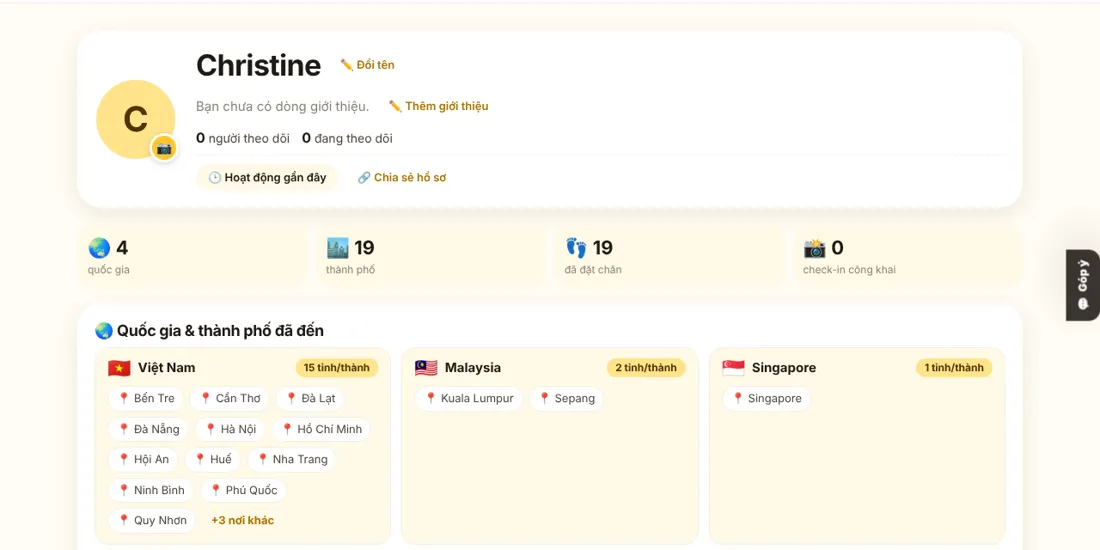 Christine ✏️ Đổi tên
C
Bạn chưa có dòng giới thiệu. ✏️ Thêm giới thiệu
0 người theo dõi 0 đang theo dõi
🕒 Hoạt động gần đây 🔗 Chia sẻ hồ sơ
🌏 4
quốc gia
🏙️ 19
thành phố
👣 19
đã đặt chân
📸 0
check-in công khai
Góp ý
🌏 Quốc gia & thành phố đã đến
Việt Nam 15 tỉnh/thành
📍 Bến Tre 📍 Cần Thơ 📍 Đà Lạt
📍 Đà Nẵng 📍 Hà Nội 📍 Hồ Chí Minh
📍 Hội An 📍 Huế 📍 Nha Trang
📍 Ninh Bình 📍 Phú Quốc
📍 Quy Nhơn +3 nơi khác
Malaysia 2 tỉnh/thành
📍 Kuala Lumpur 📍 Sepang
Singapore 1 tỉnh/thành
📍 Singapore